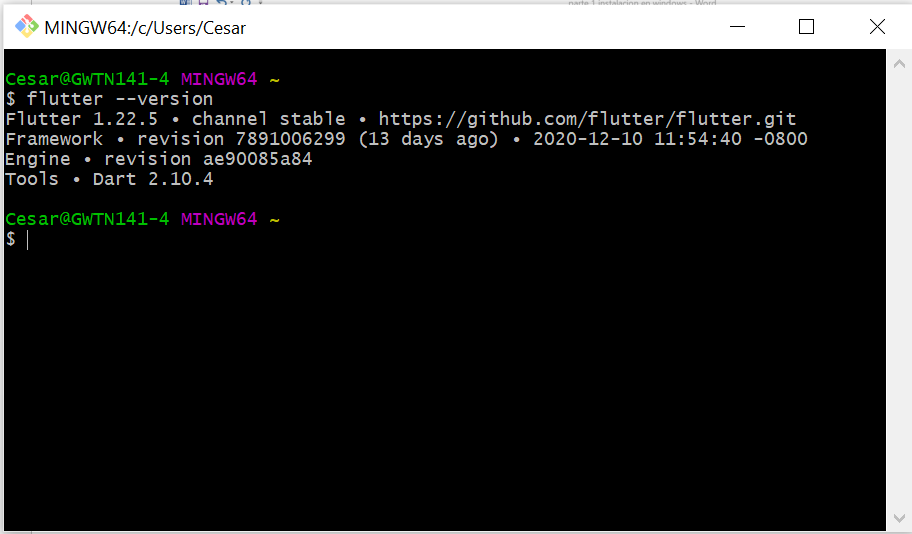 parte 1 instalacion en windows - Word
MINGW64:/c/Users/Cesar
Cesar@GWTN141-4 MINGW64 ~
$ flutter --version
Flutter 1.22.5 • channel stable • https://github.com/flutter/flutter.git
Framework • revision 7891006299 (13 days ago) • 2020-12-10 11:54:40 -0800
Engine • revision ae90085a84
Tools • Dart 2.10.4
Cesar@GWTN141-4 MINGW64 ~
$